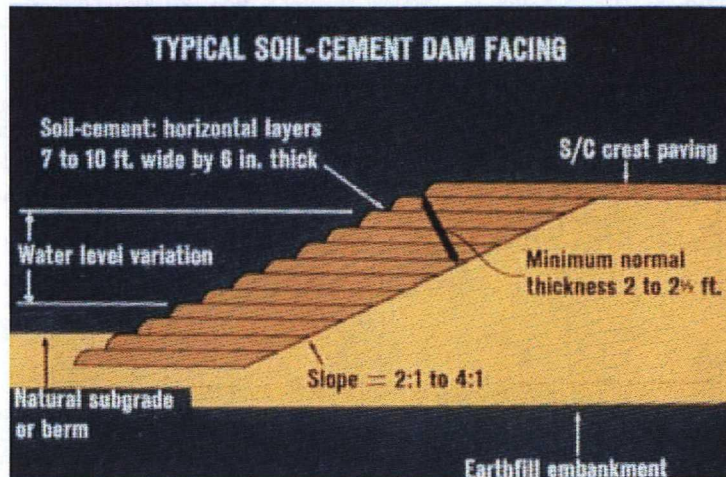 TYPICAL SOIL-CEMENT DAM FACING
Soil-cement: horizontal layers
7 to 10 ft. wide by 6 in. thick
S/C crest paving
Water level variation
Minimum normal
thickness 2 to 2½ ft.
Slope = 2:1 to 4:1
Natural subgrade
or berm
Earthfill embankment